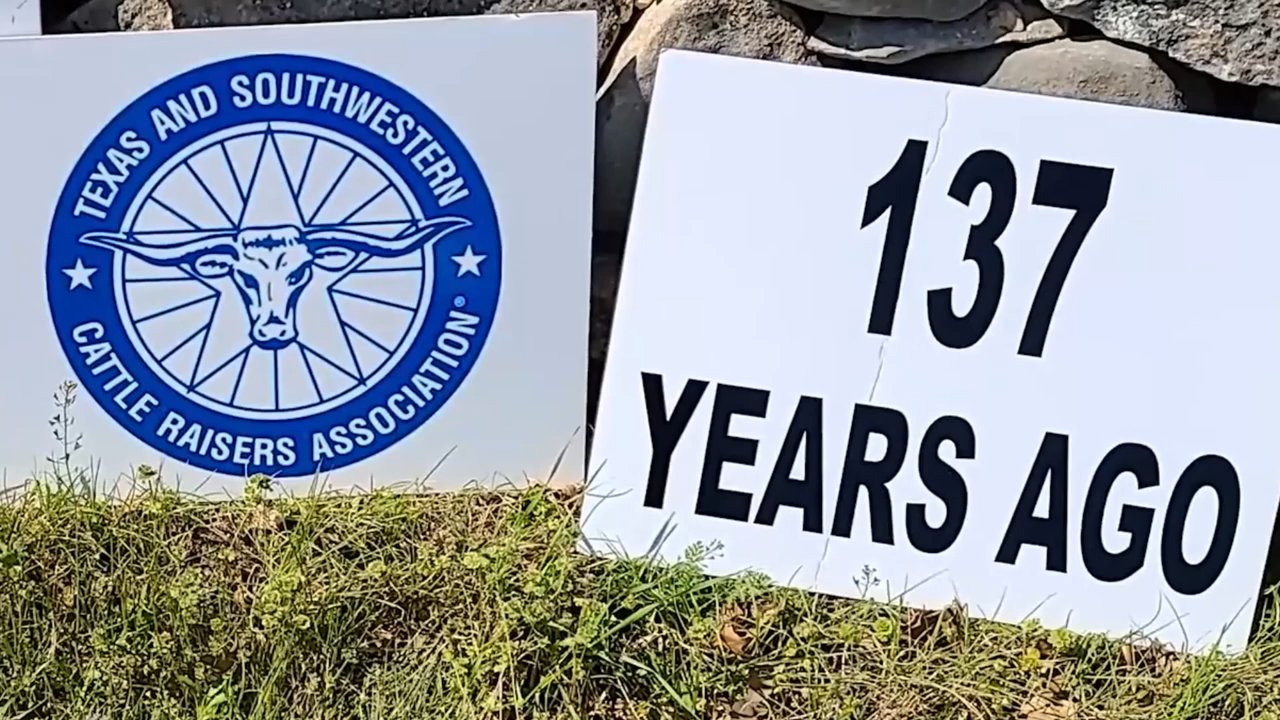 TEXAS AND SOUTHWESTERN
CATTLE RAISERS ASSOCIATION®
137
YEARS AGO